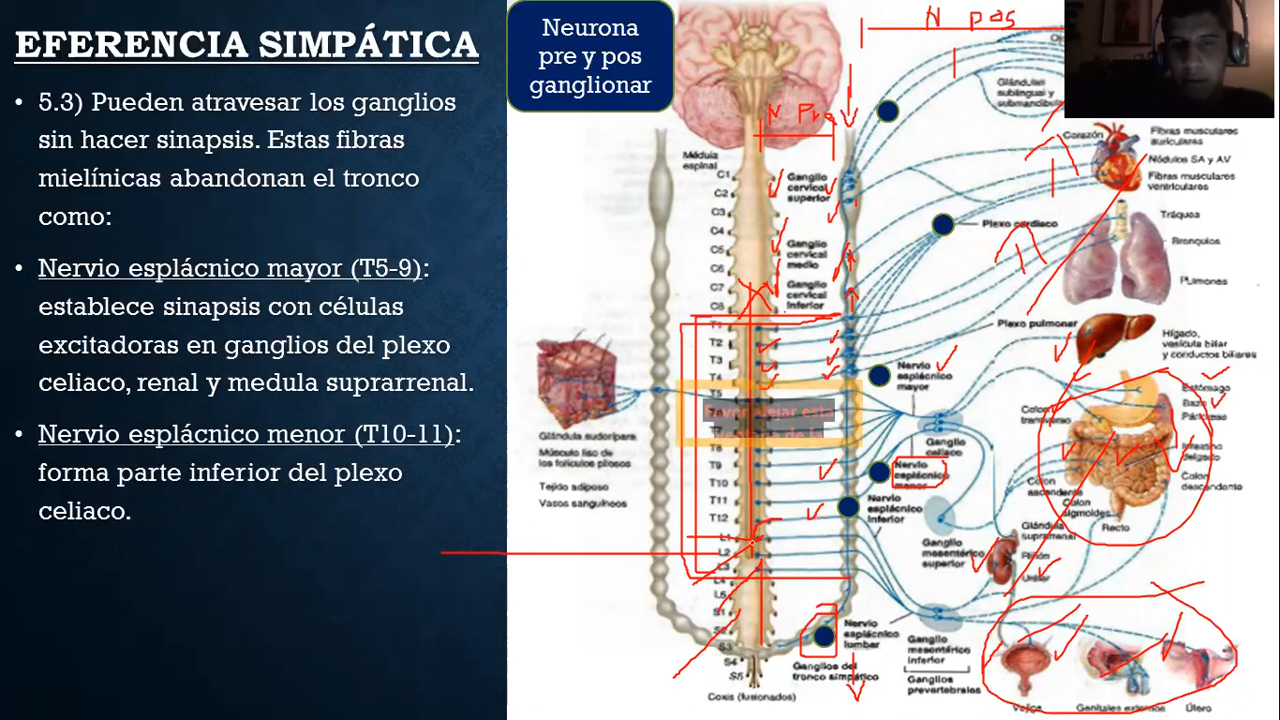 EFERENCIA SIMPÁTICA
• 5.3) Pueden atravesar los ganglios
sin hacer sinapsis. Estas fibras
mielínicas abandonan el tronco
como:
• Nervio esplácnico mayor (T5-9):
establece sinapsis con células
excitadoras en ganglios del plexo
celiaco, renal y medula suprarrenal.
• Nervio esplácnico menor (T10-11):
forma parte inferior del plexo
celiaco.
Neurona
pre y pos
ganglionar
N pos
N Pre
Médula
espinal
C1
C2
C3
C4
C5
C6
C7
C8
T1
T2
T3
T4
T5
T8
T9
T10
T11
T12
L1
L2
L3
L4
L5
S1
S2
S3
S4
S5
Coxis (fusionados)
Ganglio
cervical
superior
Ganglio
cervical
medio
Ganglio
cervical
inferior
Glándula sudorípara
Músculo liso de
los folículos pilosos
Tejido adiposo
Vasos sanguíneos
Glándulas
sublingual y
Corazón
Fibras musculares
auriculares
Nódulos SA y AV
Fibras musculares
ventriculares
Plexo cardíaco
Tráquea
Bronquios
Pulmones
Plexo pulmonar
Hígado,
vesícula biliar
y conductos biliares
Nervio
esplácnico
mayor
Estómago
Bazo
Páncreas
Colon
transverso
Intestino
delgado
Colon
descendente
Ganglio
celíaco
Nervio
esplácnico
menor
Colon
ascendente
Colon
sigmoides
Recto
Nervio
esplácnico
inferior
Ganglio
mesentérico
superior
Glándula
suprarrenal
Riñón
Uréter
Nervio
esplácnico
lumbar
Ganglio
mesentérico
inferior
Ganglios
prevertebrales
Ganglios del
tronco simpático
Vejiga
Genitales externos
Útero